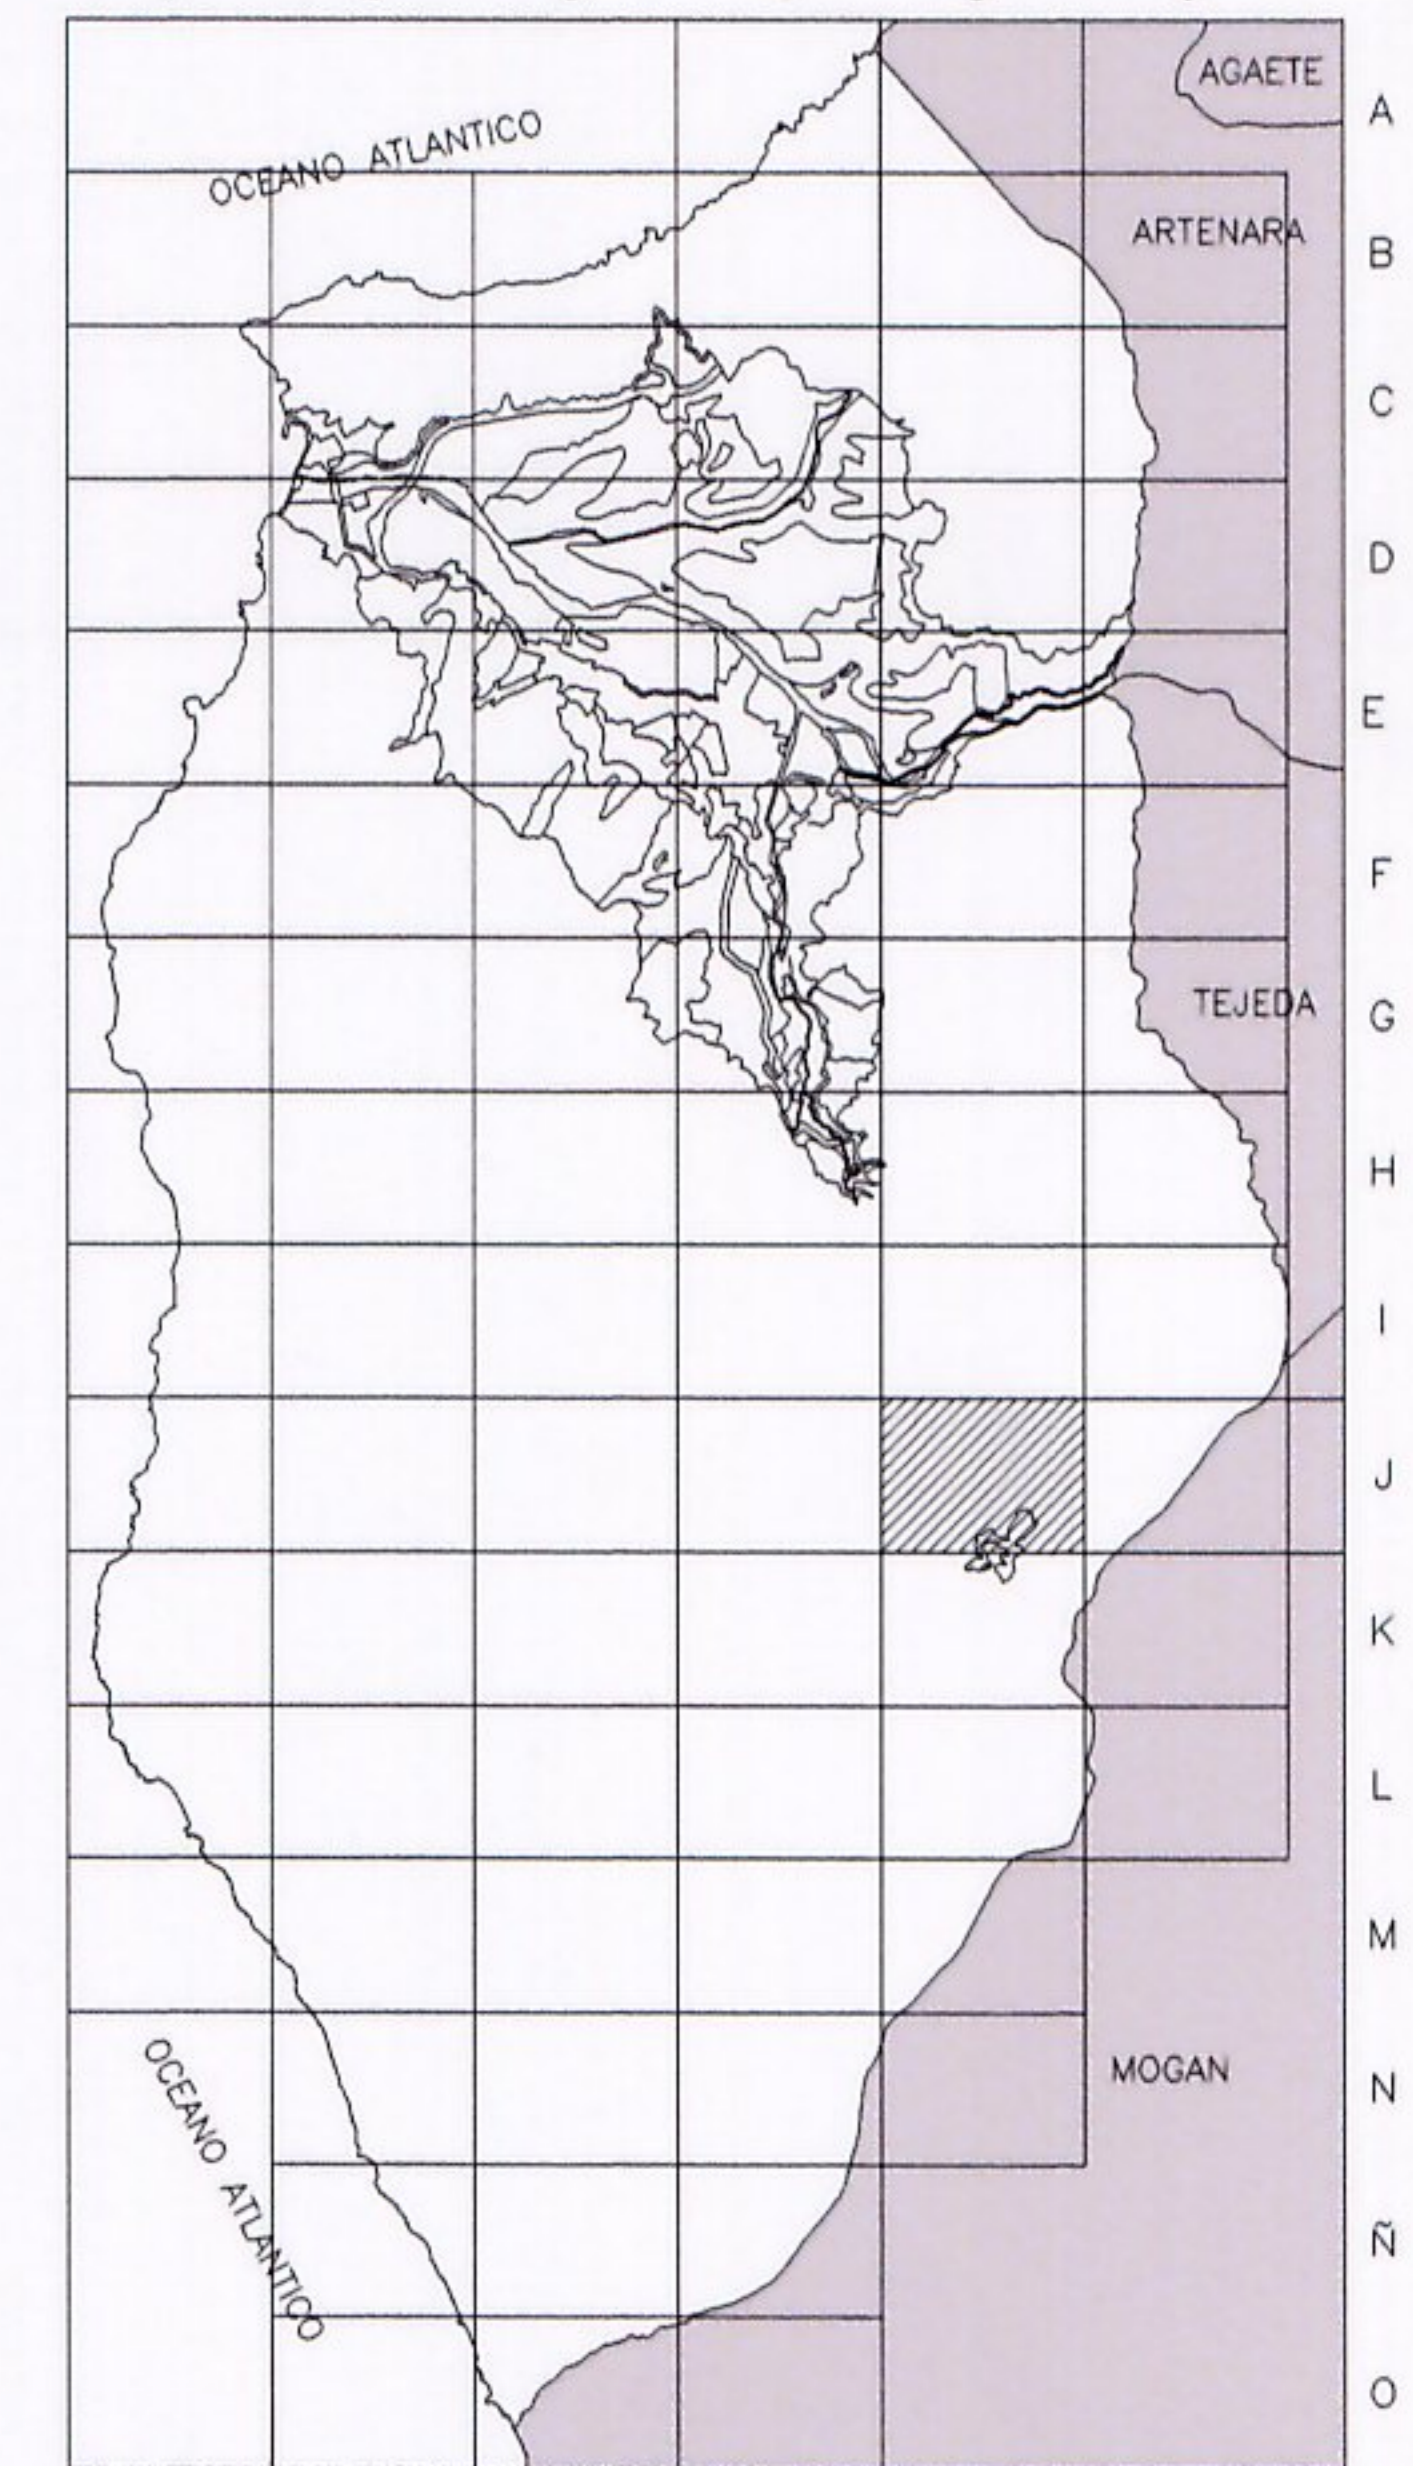 AGAETE
A
OCEANO ATLANTICO
ARTENARA
B
C
D
E
F
TEJEDA
G
H
I
J
K
L
M
OCEANO ATLANTICO
MOGAN
N
Ñ
O